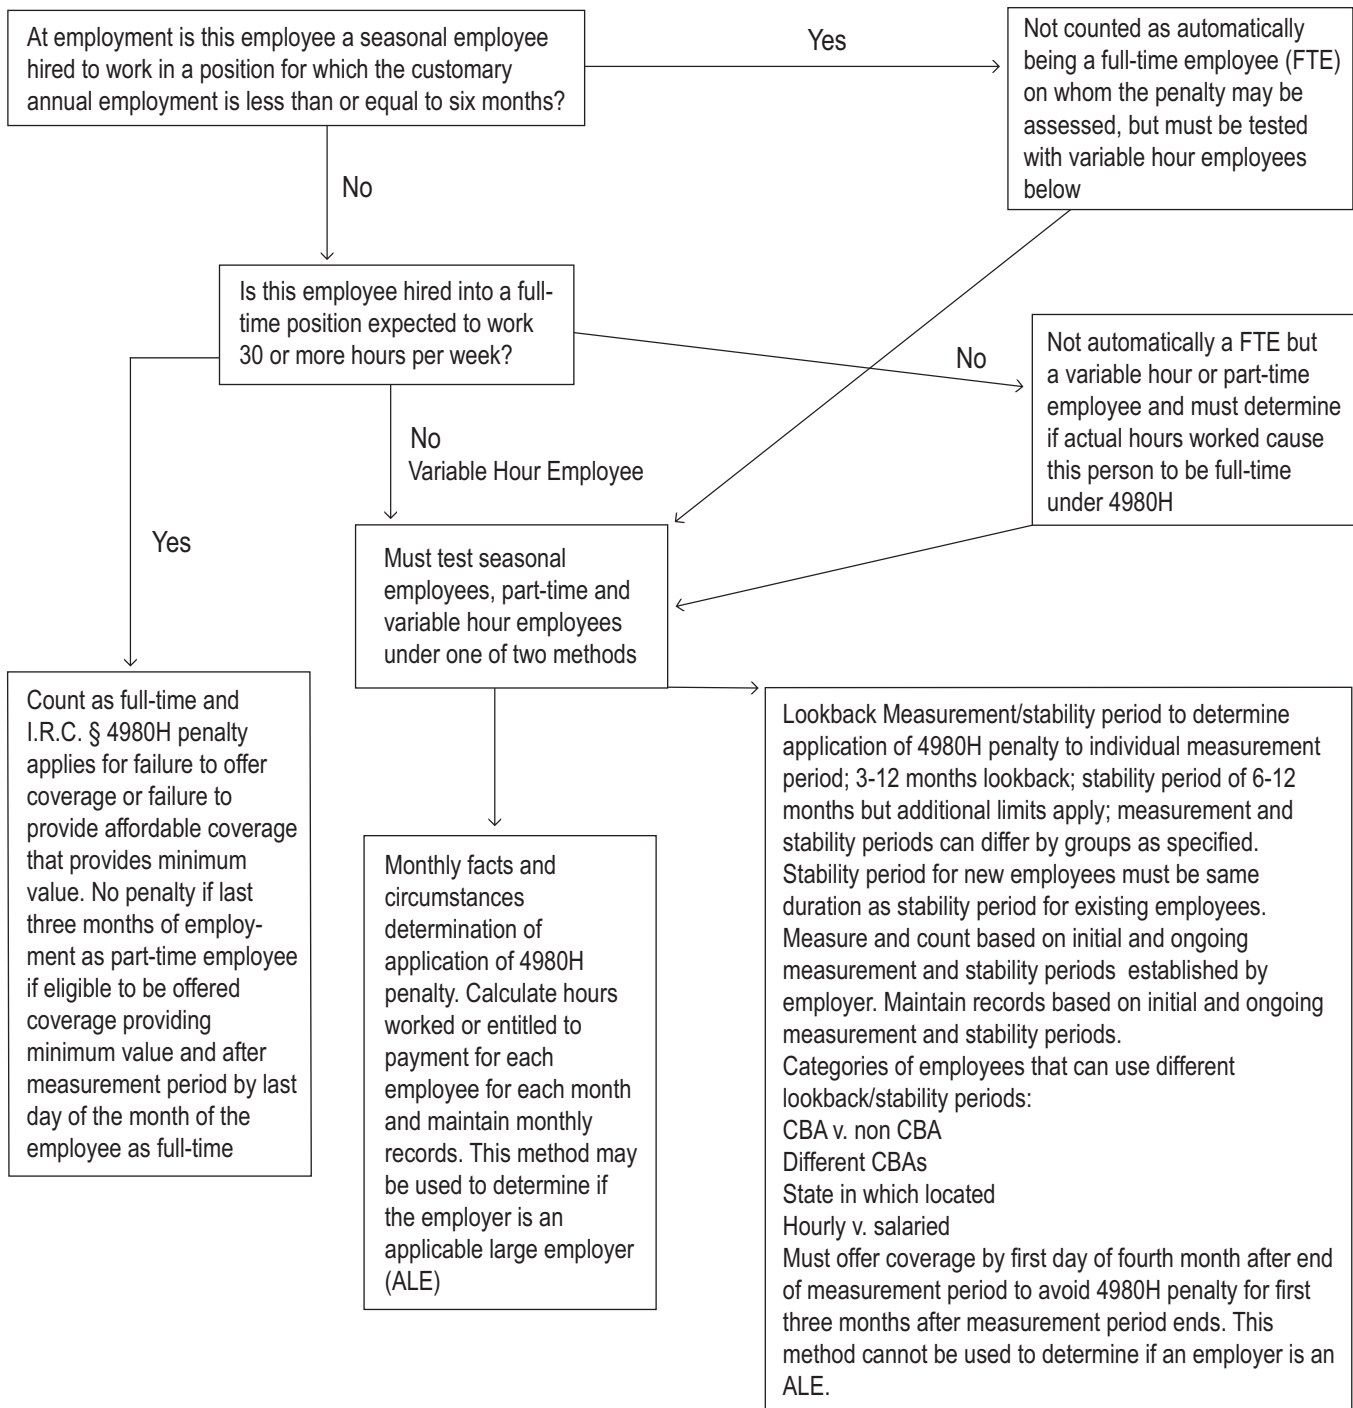 At employment is this employee a seasonal employee
hired to work in a position for which the customary
annual employment is less than or equal to six months?
Yes
Not counted as automatically
being a full-time employee (FTE)
on whom the penalty may be
assessed, but must be tested
with variable hour employees
below
No
Is this employee hired into a full-
time position expected to work
30 or more hours per week?
No
Not automatically a FTE but
a variable hour or part-time
employee and must determine
if actual hours worked cause
this person to be full-time
under 4980H
No
Variable Hour Employee
Yes
Must test seasonal
employees, part-time and
variable hour employees
under one of two methods
Count as full-time and
I.R.C. § 4980H penalty
applies for failure to offer
coverage or failure to
provide affordable coverage
that provides minimum
value. No penalty if last
three months of employ-
ment as part-time employee
if eligible to be offered
coverage providing
minimum value and after
measurement period by last
day of the month of the
employee as full-time
Monthly facts and
circumstances
determination of
application of 4980H
penalty. Calculate hours
worked or entitled to
payment for each
employee for each month
and maintain monthly
records. This method may
be used to determine if
the employer is an
applicable large employer
(ALE)
Lookback Measurement/stability period to determine
application of 4980H penalty to individual measurement
period; 3-12 months lookback; stability period of 6-12
months but additional limits apply; measurement and
stability periods can differ by groups as specified.
Stability period for new employees must be same
duration as stability period for existing employees.
Measure and count based on initial and ongoing
measurement and stability periods established by
employer. Maintain records based on initial and ongoing
measurement and stability periods.
Categories of employees that can use different
lookback/stability periods:
CBA v. non CBA
Different CBAs
State in which located
Hourly v. salaried
Must offer coverage by first day of fourth month after end
of measurement period to avoid 4980H penalty for first
three months after measurement period ends. This
method cannot be used to determine if an employer is an
ALE.